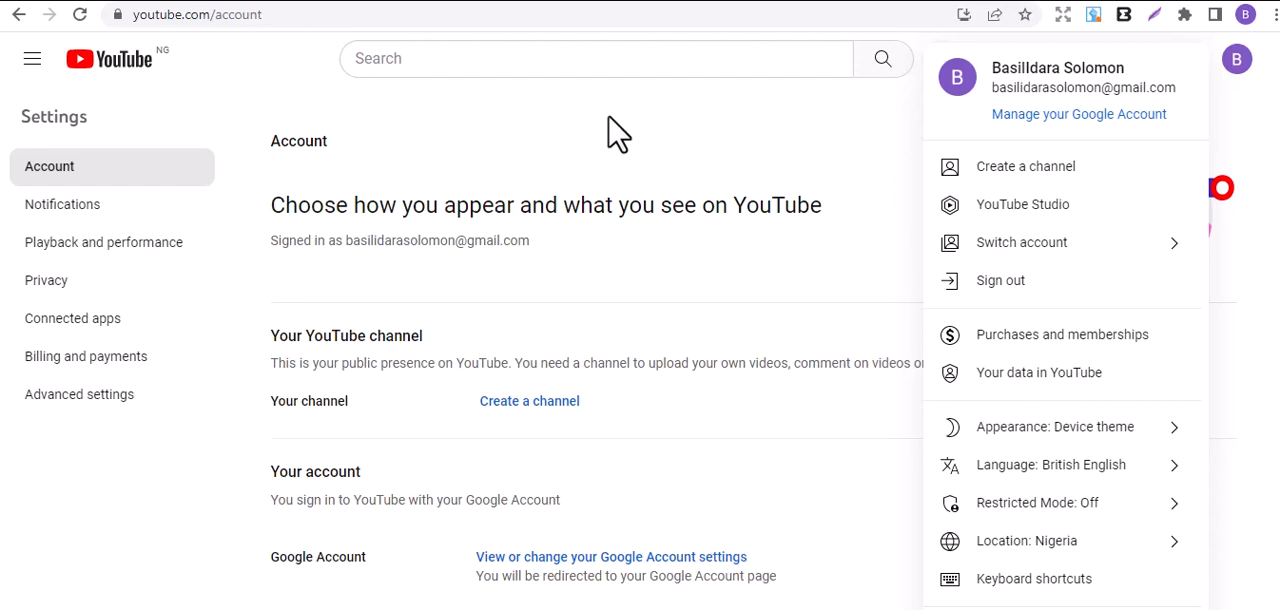 youtube.com/account
B
YouTube NG
Search
B
Settings
Account
Notifications
Playback and performance
Privacy
Connected apps
Billing and payments
Advanced settings
Account
Choose how you appear and what you see on YouTube
Signed in as basilidarasolomon@gmail.com
Your YouTube channel
This is your public presence on YouTube. You need a channel to upload your own videos, comment on videos or
Your channel
Create a channel
Your account
You sign in to YouTube with your Google Account
Google Account
View or change your Google Account settings
You will be redirected to your Google Account page
B
BasilIdara Solomon
basilidarasolomon@gmail.com
Manage your Google Account
Create a channel
YouTube Studio
Switch account
Sign out
Purchases and memberships
Your data in YouTube
Appearance: Device theme
Language: British English
Restricted Mode: Off
Location: Nigeria
Keyboard shortcuts